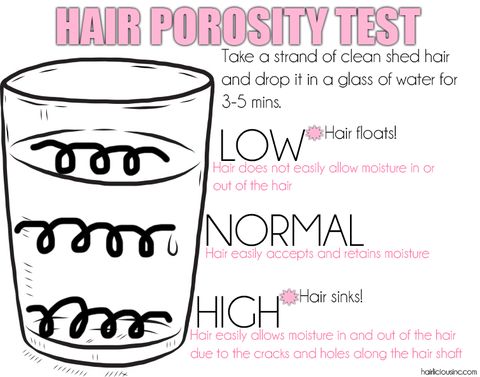 HAIR POROSITY TEST
Take a strand of clean shed hair
and drop it in a glass of water for
3-5 mins.
LOW Hair floats!
Hair does not easily allow moisture in or
out of the hair
NORMAL
Hair easily accepts and retains moisture
HIGH Hair sinks!
Hair easily allows moisture in and out of the hair
due to the cracks and holes along the hair shaft
hairliciousinc.com